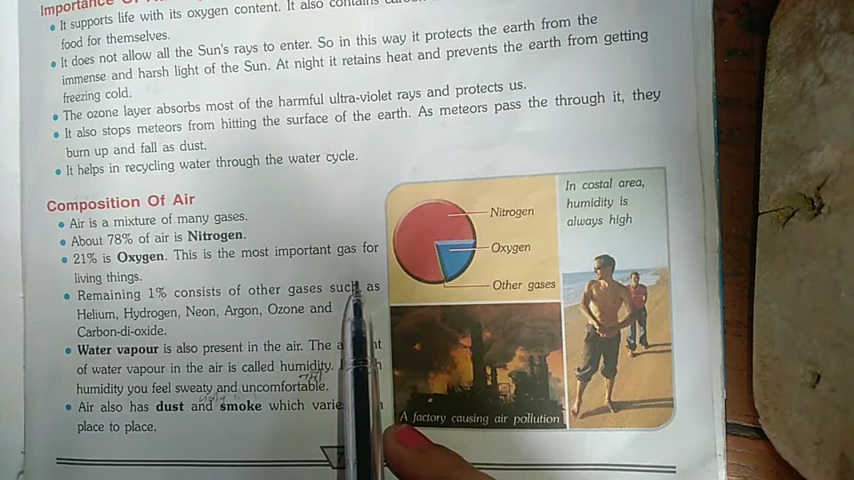 Importance Of
• It supports life with its oxygen content. It also contains
food for themselves.
• It does not allow all the Sun's rays to enter. So in this way it protects the earth from the
immense and harsh light of the Sun. At night it retains heat and prevents the earth from getting
freezing cold.
• The ozone layer absorbs most of the harmful ultra-violet rays and protects us.
• It also stops meteors from hitting the surface of the earth. As meteors pass the through it, they
burn up and fall as dust.
• It helps in recycling water through the water cycle.
Composition Of Air
• Air is a mixture of many gases.
• About 78% of air is Nitrogen.
• 21% is Oxygen. This is the most important gas for
living things.
• Remaining 1% consists of other gases such as
Helium, Hydrogen, Neon, Argon, Ozone and
Carbon-di-oxide.
• Water vapour is also present in the air. The
of water vapour in the air is called humidity.
humidity you feel sweaty and uncomfortable.
• Air also has dust and smoke which
place to place.
Nitrogen
Oxygen
Other gases
A factory causing air pollution
In costal area,
humidity is
always high